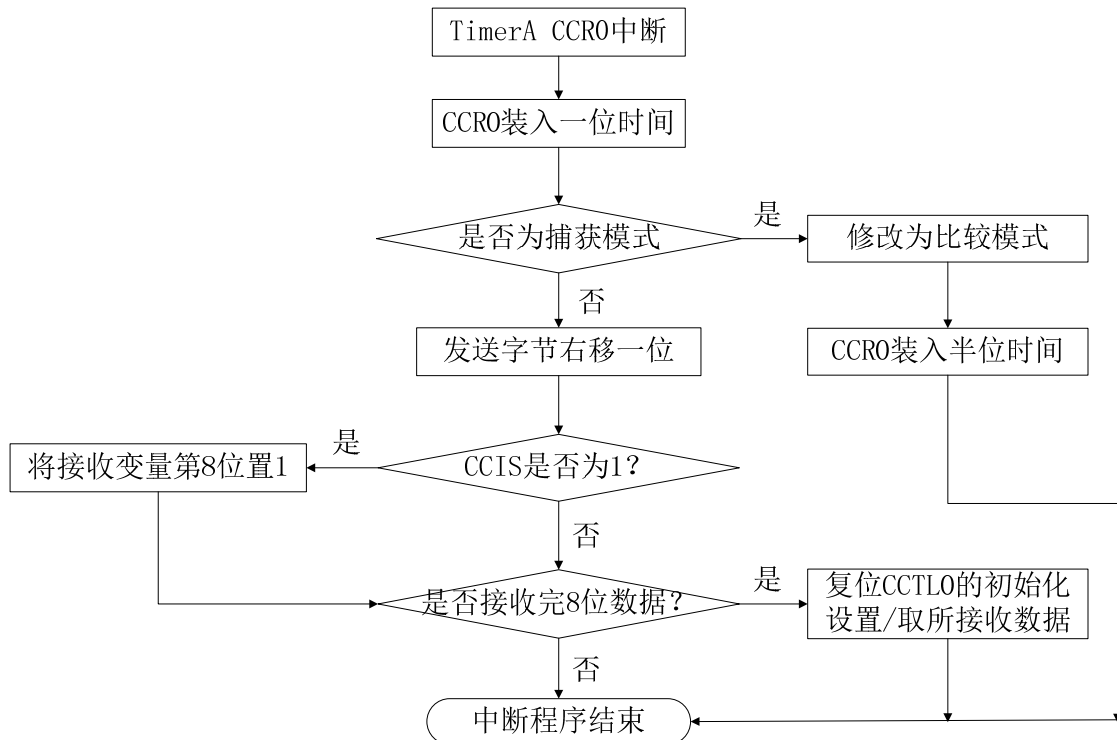 TimerA CCR0中断
CCR0装入一位时间
是否为捕获模式
是
修改为比较模式
否
发送字节右移一位
CCR0装入半位时间
是
将接收变量第8位置1
CCIS是否为1?
否
是否接收完8位数据?
是
复位CCTL0的初始化
设置/取所接收数据
否
中断程序结束